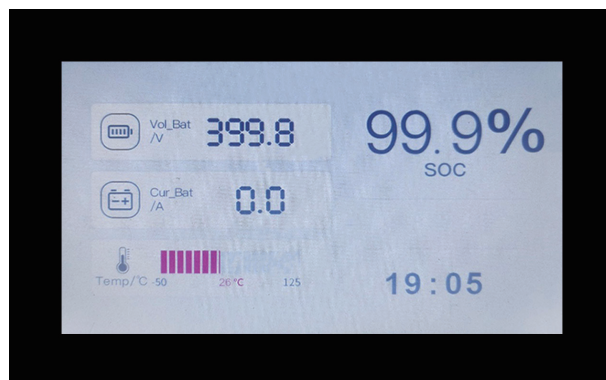 Vol_Bat
/V
399.8
99.9%
SOC
Cur_Bat
/A
0.0
Temp/°C
-50
26°C
125
19:05